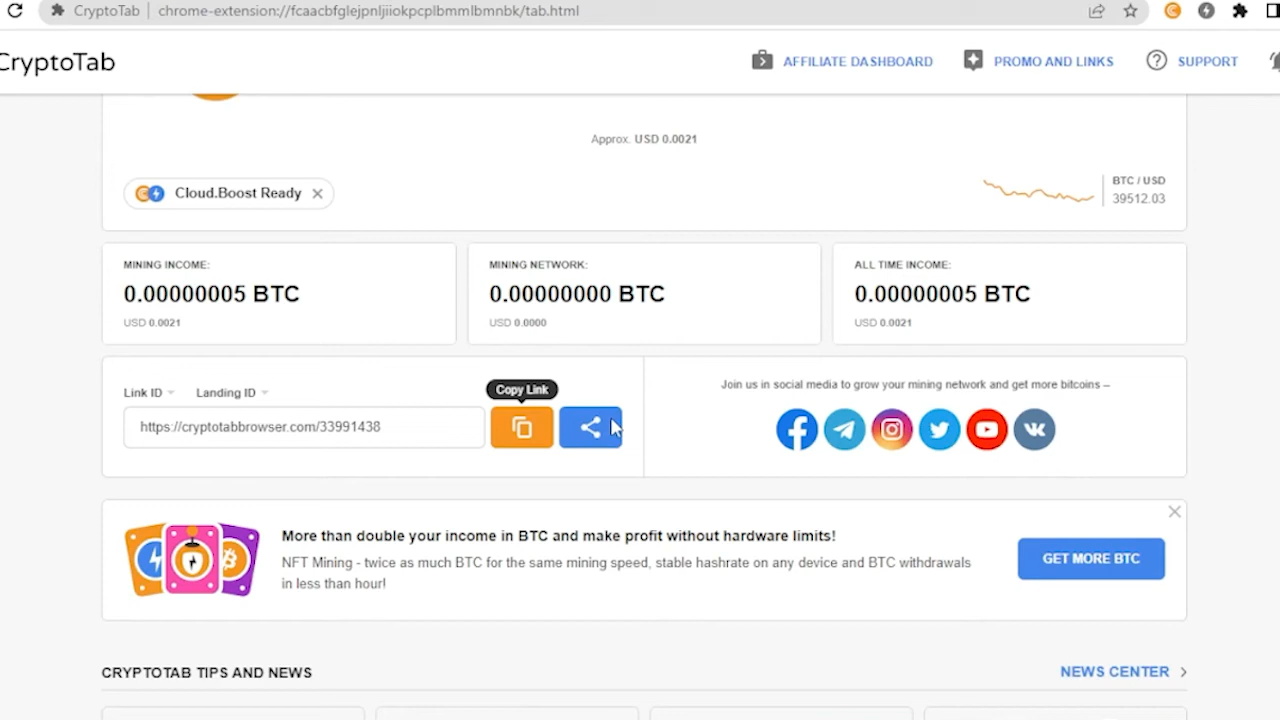 CryptoTab
chrome-extension://fcaacbfglejpnljiiokpcplbmmlbmnbk/tab.html
CryptoTab
AFFILIATE DASHBOARD
PROMO AND LINKS
SUPPORT
Approx. USD 0.0021
Cloud.Boost Ready
BTC / USD
39512.03
MINING INCOME:
0.00000005 BTC
USD 0.0021
MINING NETWORK:
0.00000000 BTC
USD 0.0000
ALL TIME INCOME:
0.00000005 BTC
USD 0.0021
Link ID
Landing ID
Copy Link
https://cryptotabbrowser.com/33991438
Join us in social media to grow your mining network and get more bitcoins –
More than double your income in BTC and make profit without hardware limits!
NFT Mining - twice as much BTC for the same mining speed, stable hashrate on any device and BTC withdrawals
in less than hour!
GET MORE BTC
CRYPTOTAB TIPS AND NEWS
NEWS CENTER